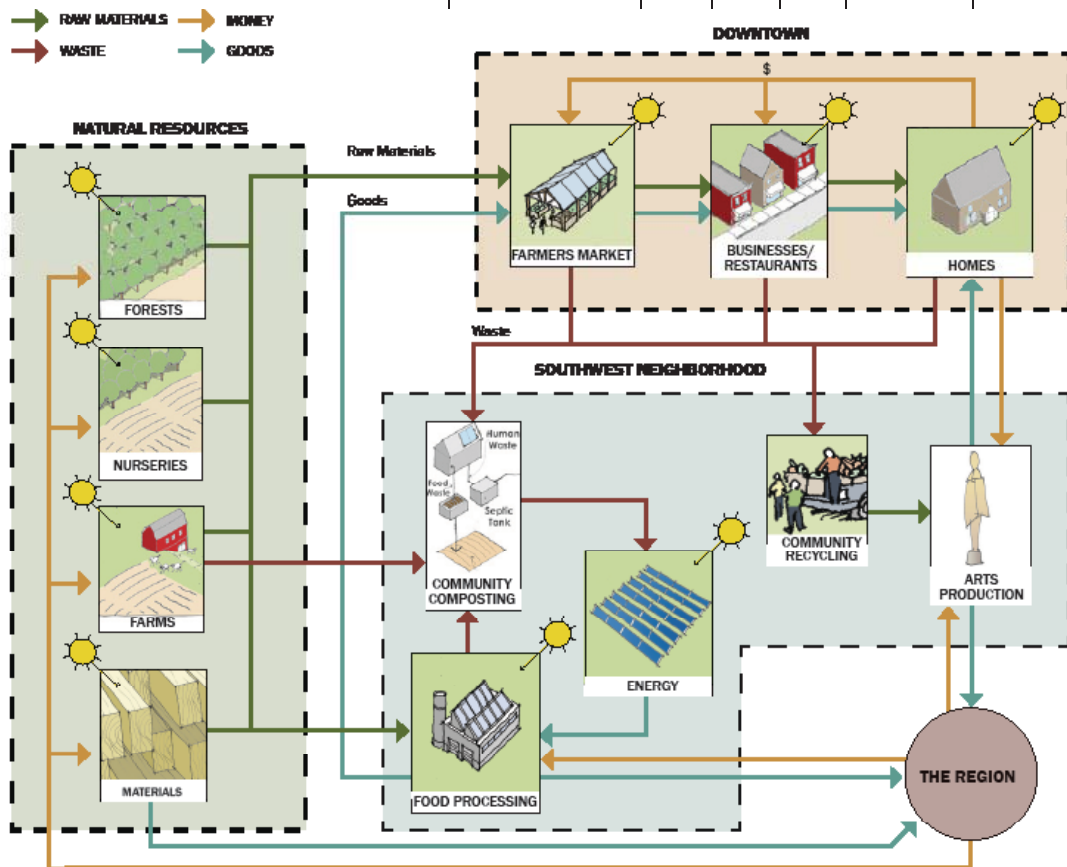 RAW MATERIALS
MONEY
WASTE
GOODS
DOWNTOWN
$
NATURAL RESOURCES
Raw Materials
Goods
FARMERS MARKET
BUSINESSES/
RESTAURANTS
HOMES
FORESTS
Waste
SOUTHWEST NEIGHBORHOOD
NURSERIES
Human
Waste
Food
Waste
Septic
Tank
COMMUNITY
COMPOSTING
COMMUNITY
RECYCLING
ARTS
PRODUCTION
FARMS
ENERGY
MATERIALS
FOOD PROCESSING
THE REGION